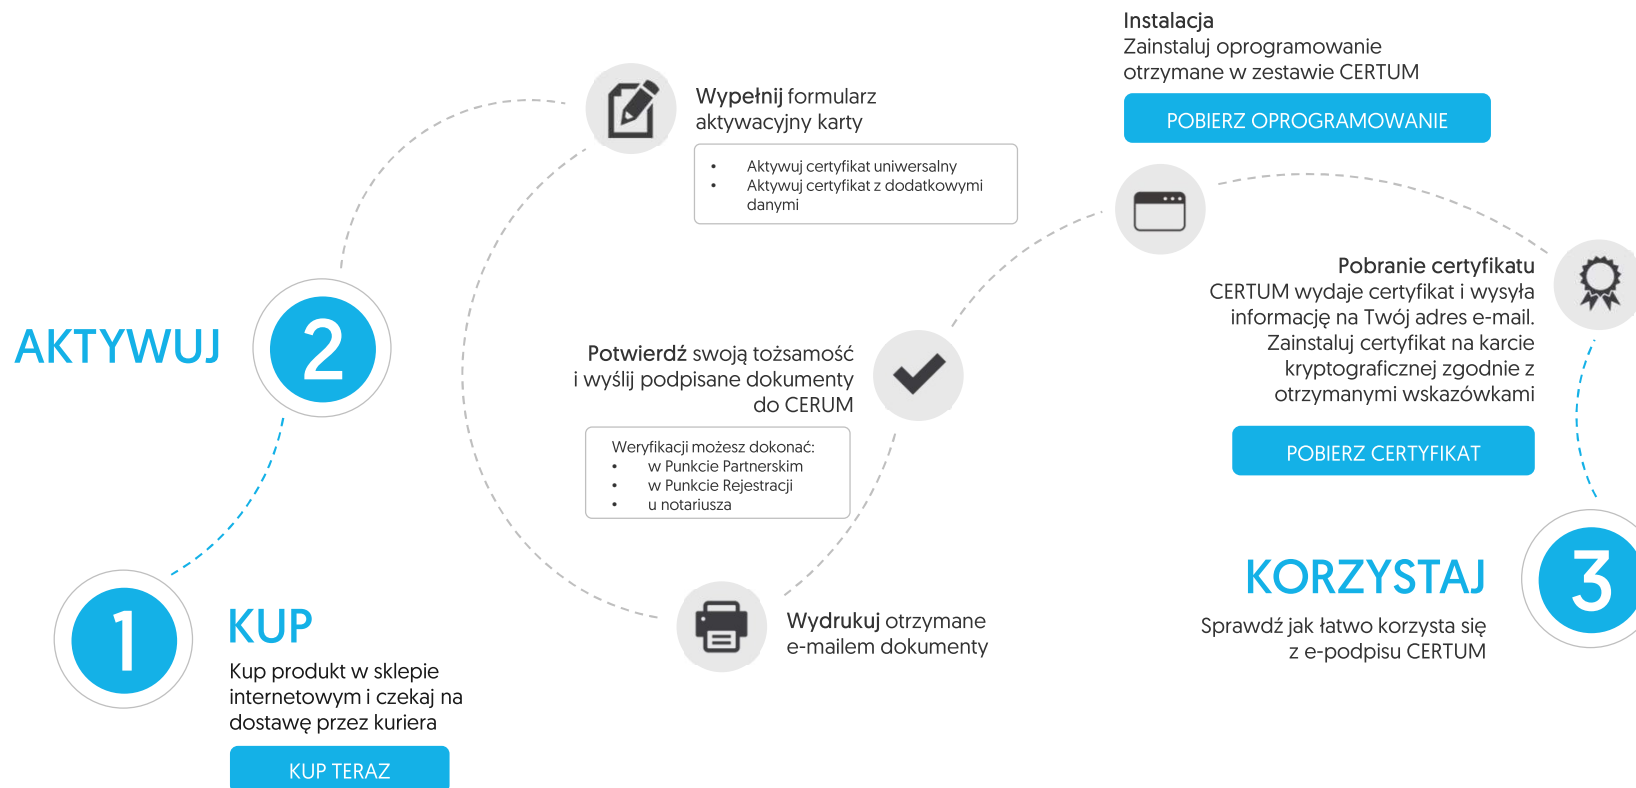 1
KUP
Kup produkt w sklepie
internetowym i czekaj na
dostawę przez kuriera
KUP TERAZ
AKTYWUJ
2
Wypełnij formularz
aktywacyjny karty
• Aktywuj certyfikat uniwersalny
• Aktywuj certyfikat z dodatkowymi
danymi
Wydrukuj otrzymane
e-mailem dokumenty
Potwierdź swoją tożsamość
i wyślij podpisane dokumenty
do CERUM
Weryfikacji możesz dokonać:
• w Punkcie Partnerskim
• w Punkcie Rejestracji
• u notariusza
Instalacja
Zainstaluj oprogramowanie
otrzymane w zestawie CERTUM
POBIERZ OPROGRAMOWANIE
Pobranie certyfikatu
CERTUM wydaje certyfikat i wysyła
informację na Twój adres e-mail.
Zainstaluj certyfikat na karcie
kryptograficznej zgodnie z
otrzymanymi wskazówkami
POBIERZ CERTYFIKAT
3
KORZYSTAJ
Sprawdź jak łatwo korzysta się
z e-podpisu CERTUM